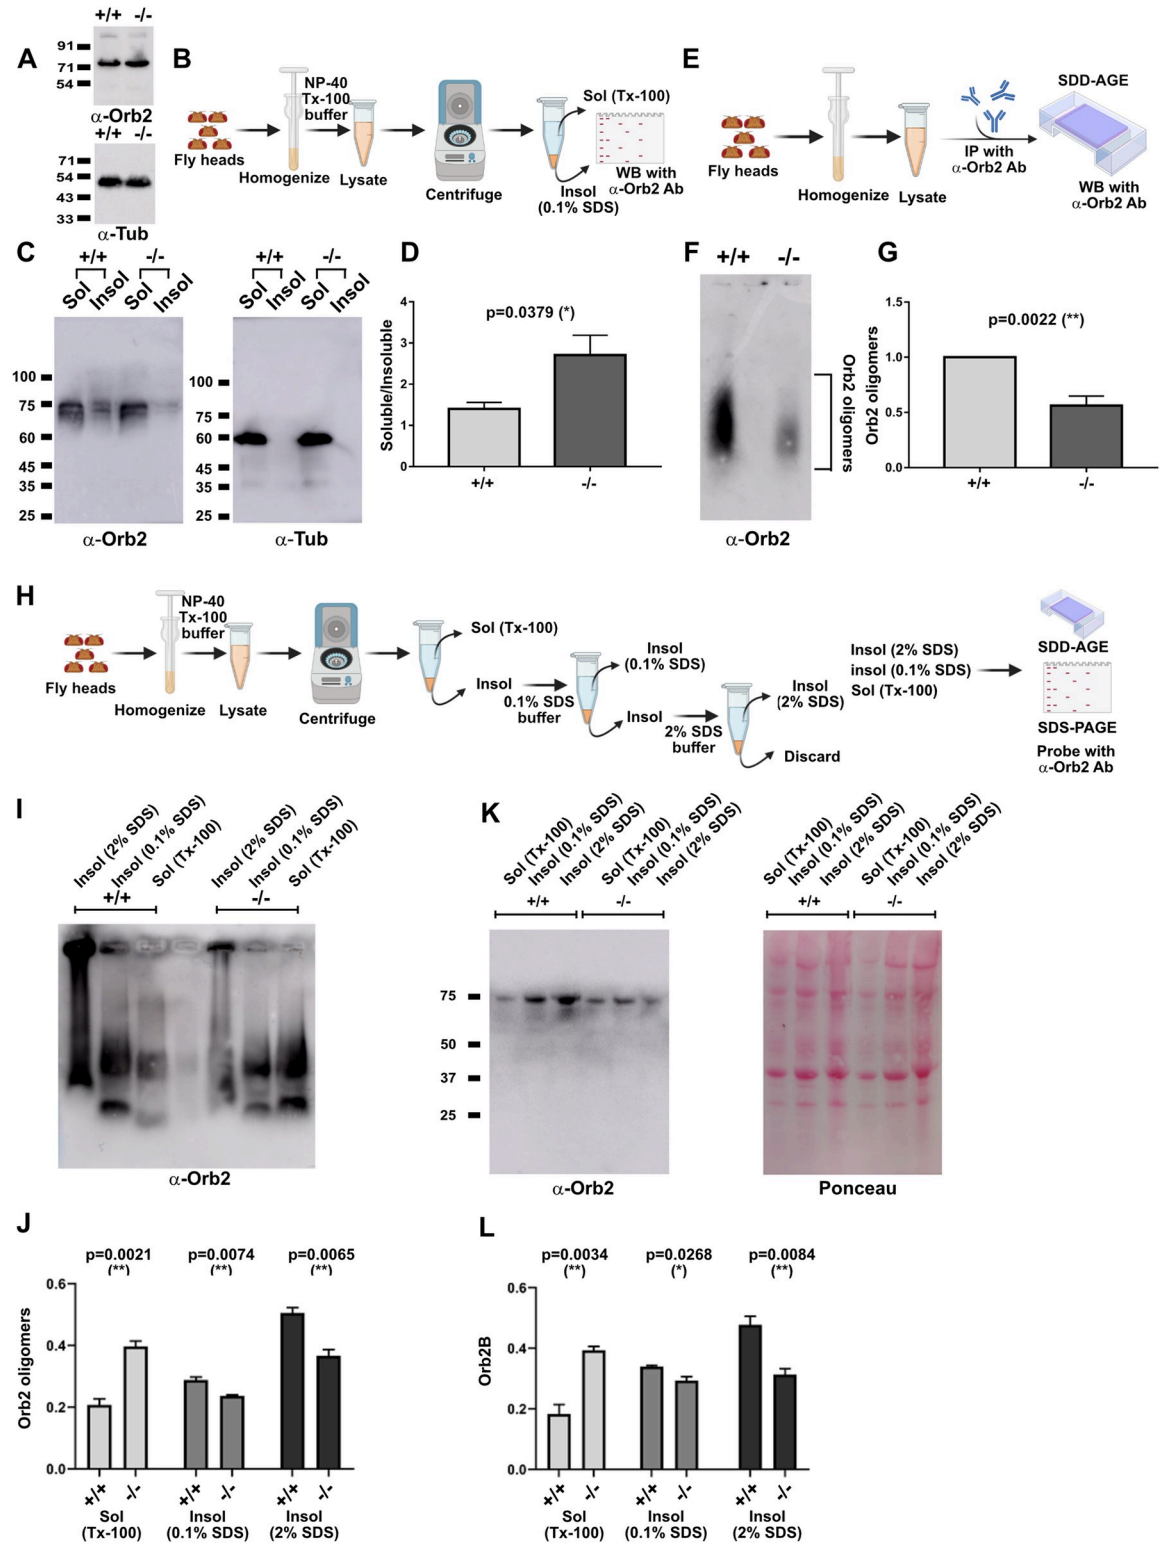 A
+/+ -/-
91
71
54
α-Orb2
+/+ -/-
71
54
43
33
α-Tub
B
Fly heads
Homogenize
NP-40
Tx-100
buffer
Lysate
Centrifuge
Sol (Tx-100)
Insol
(0.1% SDS)
WB with
α-Orb2 Ab
E
Fly heads
Homogenize
Lysate
IP with
α-Orb2 Ab
SDD-AGE
WB with
α-Orb2 Ab
C
+/+ -/-
Sol Insol Sol Insol
100
75
60
45
35
25
α-Orb2
+/+ -/-
Sol Insol Sol Insol
100
75
60
45
35
25
α-Tub
D
Soluble/Insoluble
4
3
2
1
0
p=0.0379 (*)
+/+ -/-
F
+/+ -/-
Orb2 oligomers
α-Orb2
G
Orb2 oligomers
1.5
1.0
0.5
0.0
p=0.0022 (**)
+/+ -/-
H
Fly heads
Homogenize
NP-40
Tx-100
buffer
Lysate
Centrifuge
Sol (Tx-100)
Insol
0.1% SDS
buffer
Insol
(0.1% SDS)
Insol
2% SDS
buffer
Insol
(2% SDS)
Discard
Insol (2% SDS)
insol (0.1% SDS)
Sol (Tx-100)
SDD-AGE
SDS-PAGE
Probe with
α-Orb2 Ab
I
Insol (2% SDS)
Insol (0.1% SDS)
Sol (Tx-100)
Insol (2% SDS)
Insol (0.1% SDS)
Sol (Tx-100)
+/+ -/-
α-Orb2
K
Sol (Tx-100)
Insol (0.1% SDS)
Insol (2% SDS)
Sol (Tx-100)
Insol (0.1% SDS)
Insol (2% SDS)
+/+ -/-
75
50
37
25
α-Orb2
Sol (Tx-100)
Insol (0.1% SDS)
Insol (2% SDS)
Sol (Tx-100)
Insol (0.1% SDS)
Insol (2% SDS)
+/+ -/-
Ponceau
J
p=0.0021 p=0.0074 p=0.0065
(**) (**) (**)
Orb2 oligomers
0.6
0.4
0.2
0.0
+/+ -/- +/+ -/- +/+ -/-
Sol Insol Insol
(Tx-100) (0.1% SDS) (2% SDS)
L
p=0.0034 p=0.0268 p=0.0084
(**) (*) (**)
Orb2B
0.6
0.4
0.2
0.0
+/+ -/- +/+ -/- +/+ -/-
Sol Insol Insol
(Tx-100) (0.1% SDS) (2% SDS)